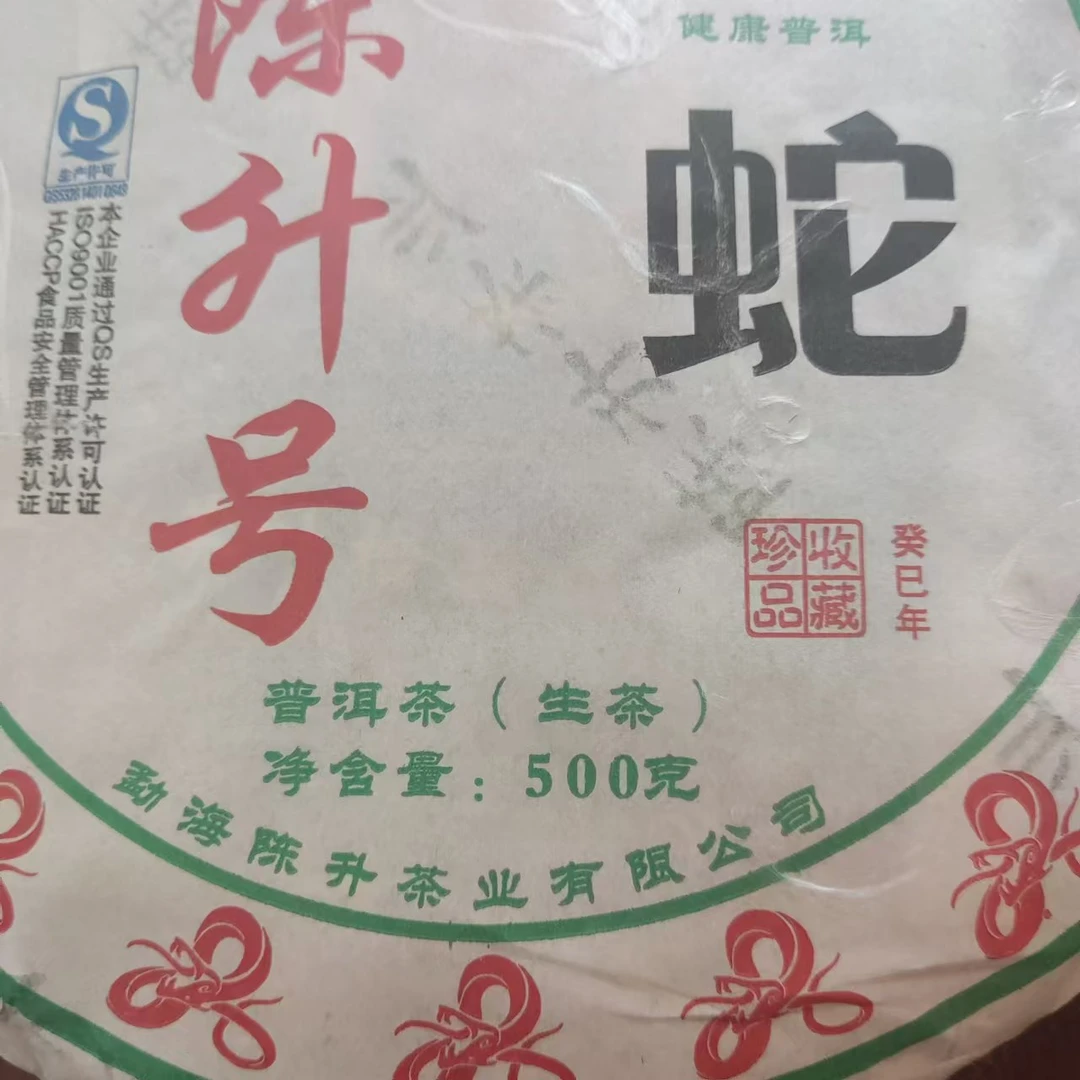 健康普洱
陈升号
蛇
生产许可
QS5326 1401 0848
本企业通过QS生产许可认证
ISO9001质量管理体系认证
HACCP食品安全管理体系认证
收藏
珍品
癸巳年
普洱茶（生茶）
净含量：500克
勐海陈升茶业有限公司